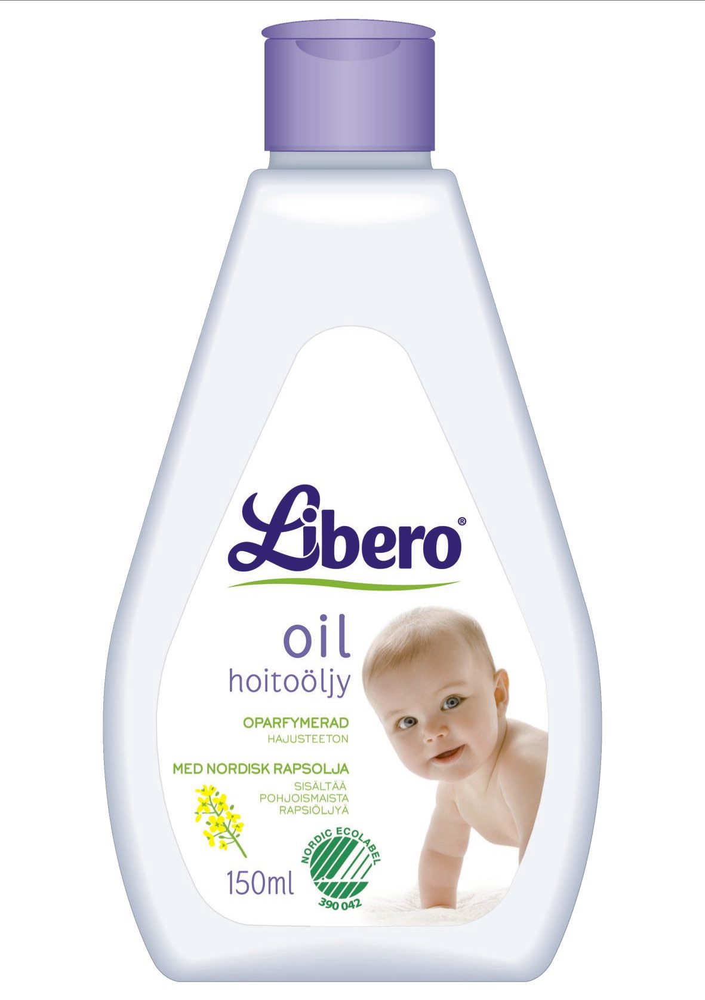 Libero®
oil
hoitoöljy
OPARFYMERAD
HAJUSTEETON
MED NORDISK RAPSOLJA
SISÄLTÄÄ
POHJOISMAISTA
RAPSIÖLJYÄ
NORDIC ECOLABEL
150ml
390 042